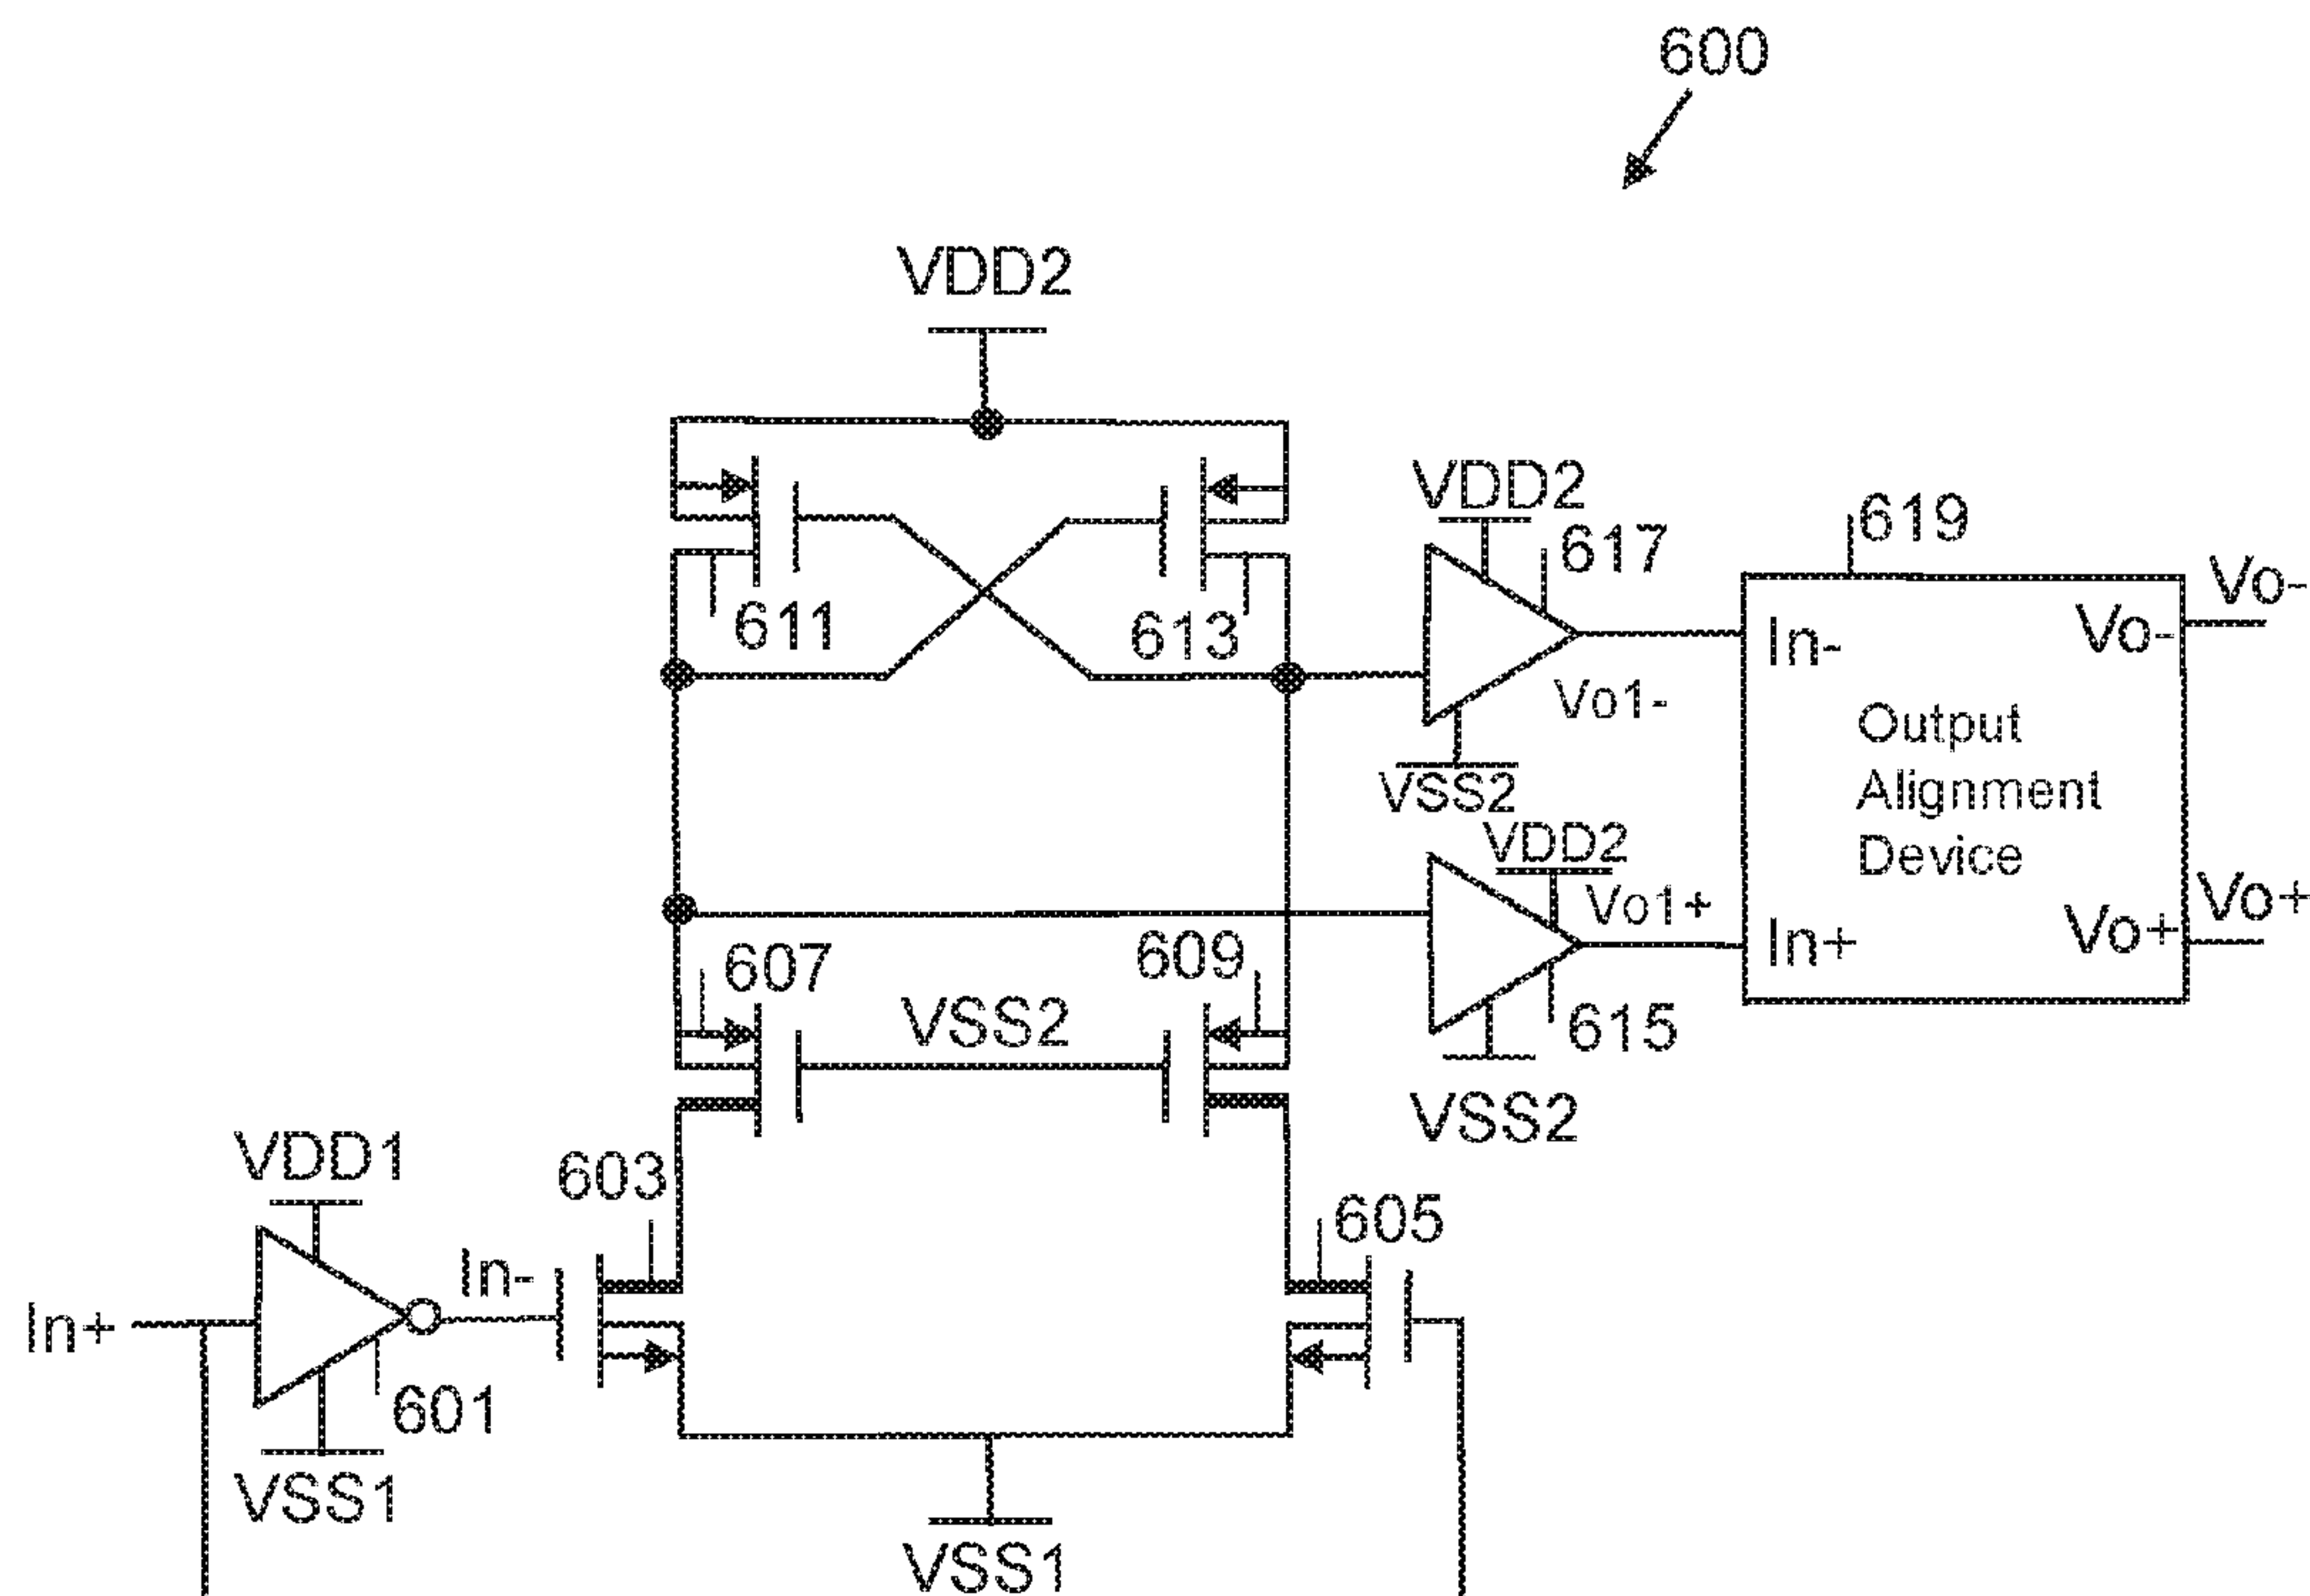 600
VDD2
VDD2
617
619
Vo-
611
613
In-
Vo-
Vo1-
Output
Alignment
Device
VSS2
VDD2
Vo1+
Vo+
In+
Vo+
607
609
VSS2
615
VSS2
VDD1
603
605
In-
In+
601
VSS1
VSS1